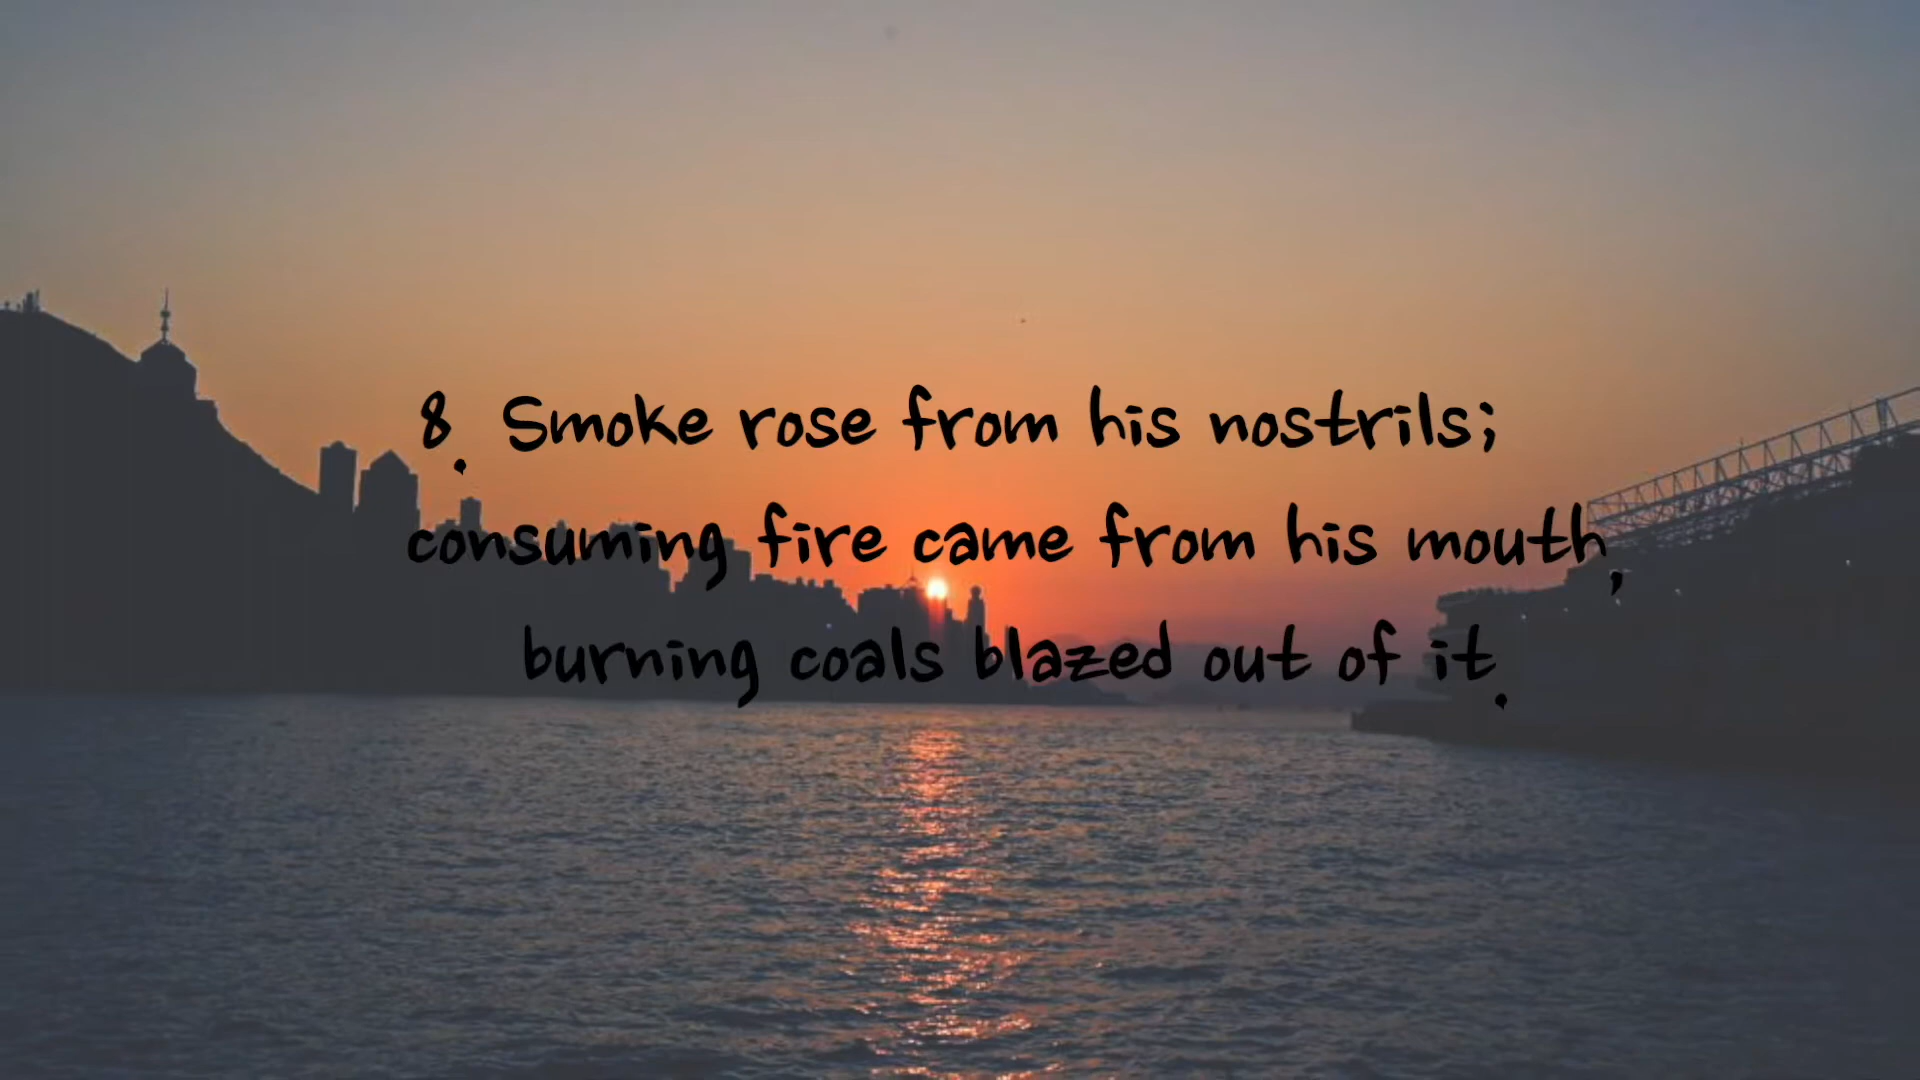 8. Smoke rose from his nostrils;
consuming fire came from his mouth,
burning coals blazed out of it.